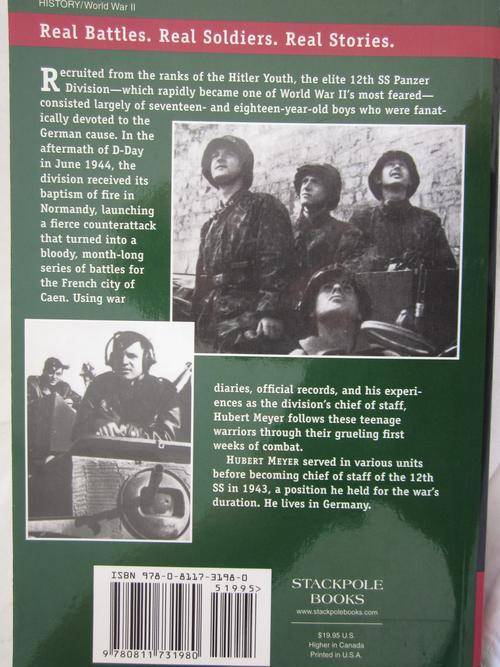 HISTORY/World War II
Real Battles. Real Soldiers. Real Stories.
Recruited from the ranks of the Hitler Youth, the elite 12th SS Panzer
Division—which rapidly became one of World War II's most feared—
consisted largely of seventeen- and eighteen-year-old boys who were fanat-
ically devoted to the
German cause. In the
aftermath of D-Day
in June 1944, the
division received its
baptism of fire in
Normandy, launching
a fierce counterattack
that turned into a
bloody, month-long
series of battles for
the French city of
Caen. Using war
diaries, official records, and his experi-
ences as the division's chief of staff,
Hubert Meyer follows these teenage
warriors through their grueling first
weeks of combat.
HUBERT MEYER served in various units
before becoming chief of staff of the 12th
SS in 1943, a position he held for the war's
duration. He lives in Germany.
ISBN 978-0-8117-3198-0
51995>
9 780811 731980
STACKPOLE
BOOKS
www.stackpolebooks.com
$19.95 U.S.
Higher in Canada
Printed in U.S.A.